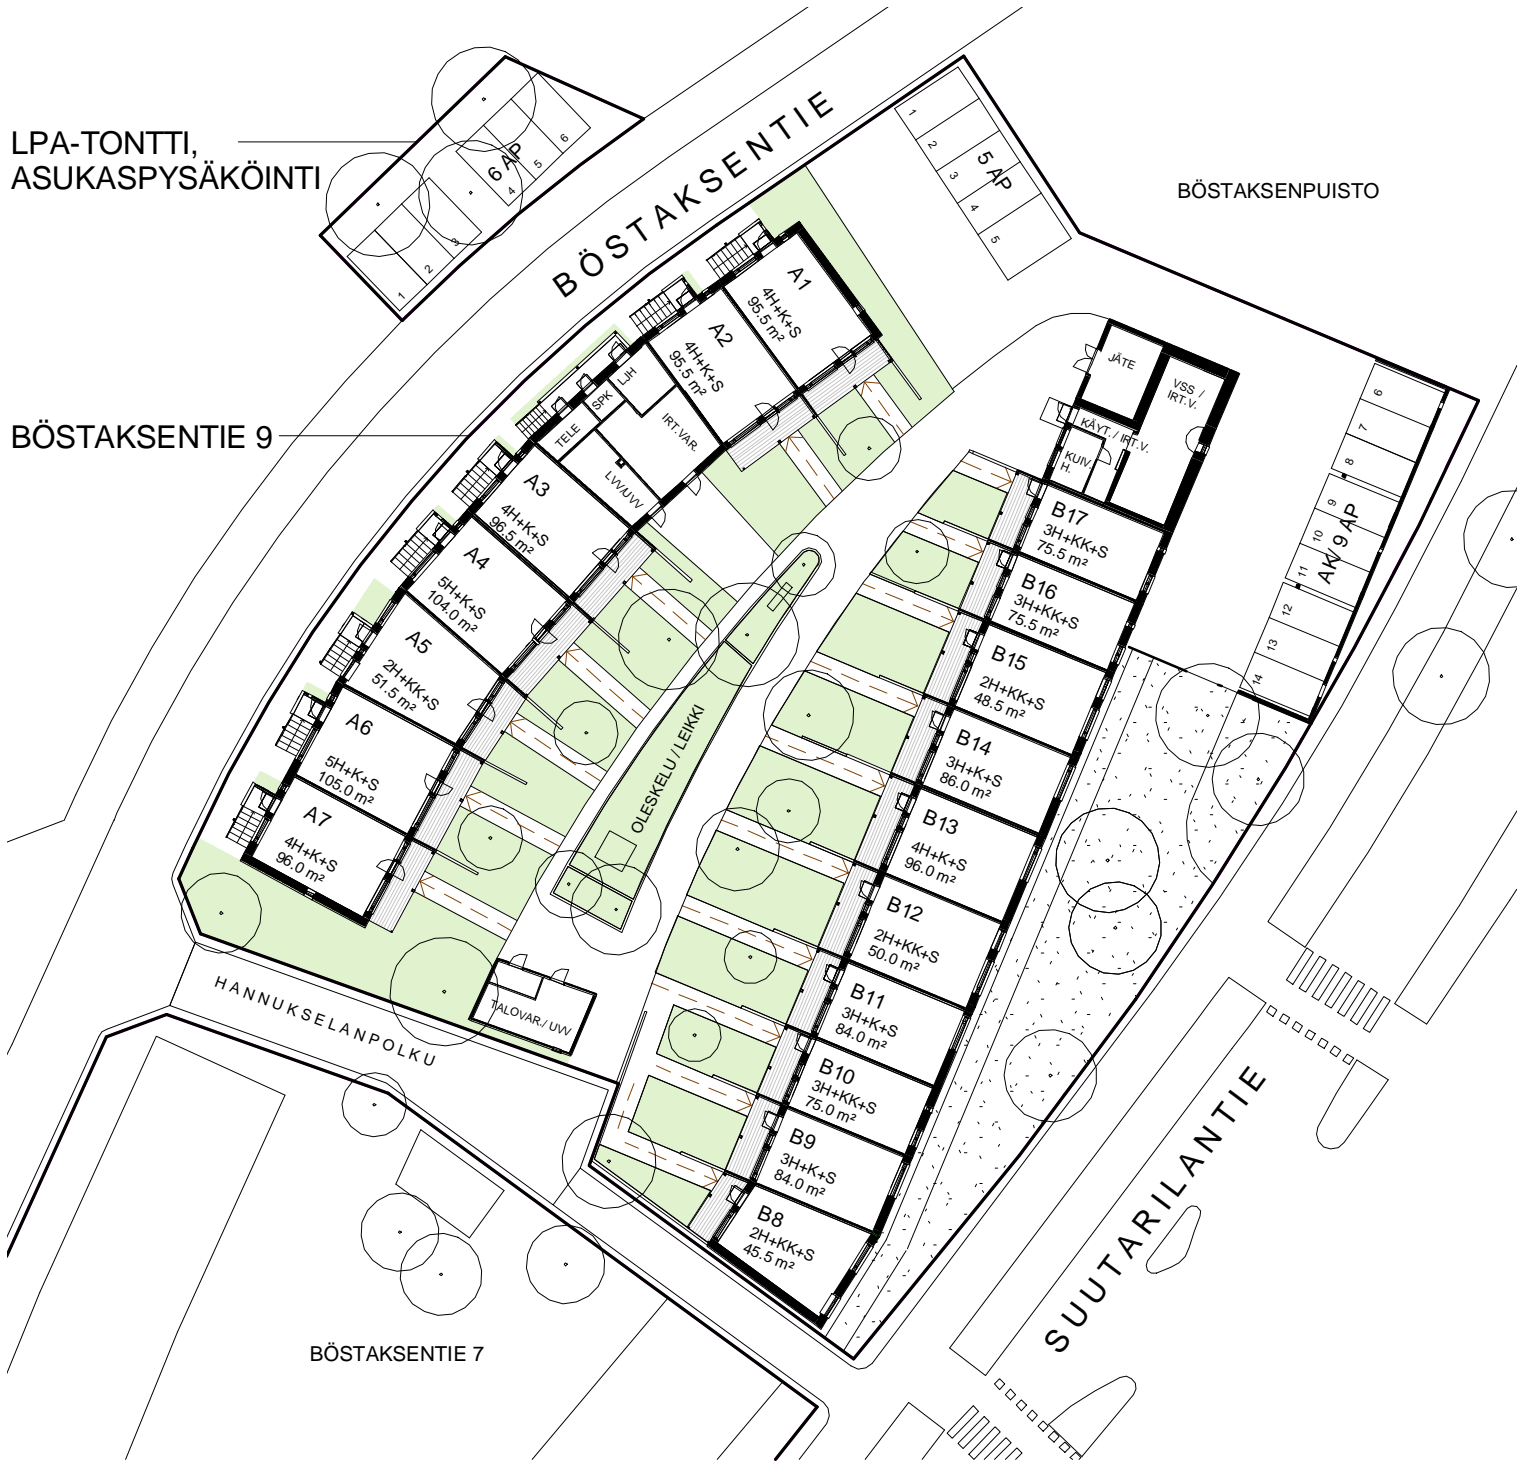 LPA-TONTTI,
ASUKASPYSÄKÖINTI
6 AP
1
2
3
4
5
6
BÖSTAKSENTIE
1
2
3
4
5
5 AP
BÖSTAKSENPUISTO
BÖSTAKSENTIE 9
A1
4H+K+S
95.5 m²
A2
4H+K+S
95.5 m²
LJH
SPK
TELE
IRT.VAR.
LVV/UVV
A3
4H+K+S
96.5 m²
A4
5H+K+S
104.0 m²
A5
2H+KK+S
51.5 m²
A6
5H+K+S
105.0 m²
A7
4H+K+S
96.0 m²
JÄTE
VSS /
IRT.V.
KÄYT. / IRT.V.
KUIV.
H.
6
7
8
9
10
11
12
13
14
AK/ 9 AP
B17
3H+KK+S
75.5 m²
B16
3H+KK+S
75.5 m²
B15
2H+KK+S
48.5 m²
B14
3H+K+S
86.0 m²
B13
4H+K+S
96.0 m²
B12
2H+KK+S
50.0 m²
B11
3H+K+S
84.0 m²
B10
3H+KK+S
75.0 m²
B9
3H+K+S
84.0 m²
B8
2H+KK+S
45.5 m²
OLESKELU / LEIKKI
TALOVAR./ UVV
HANNUKSELANPOLKU
SUUTARILANTIE
BÖSTAKSENTIE 7